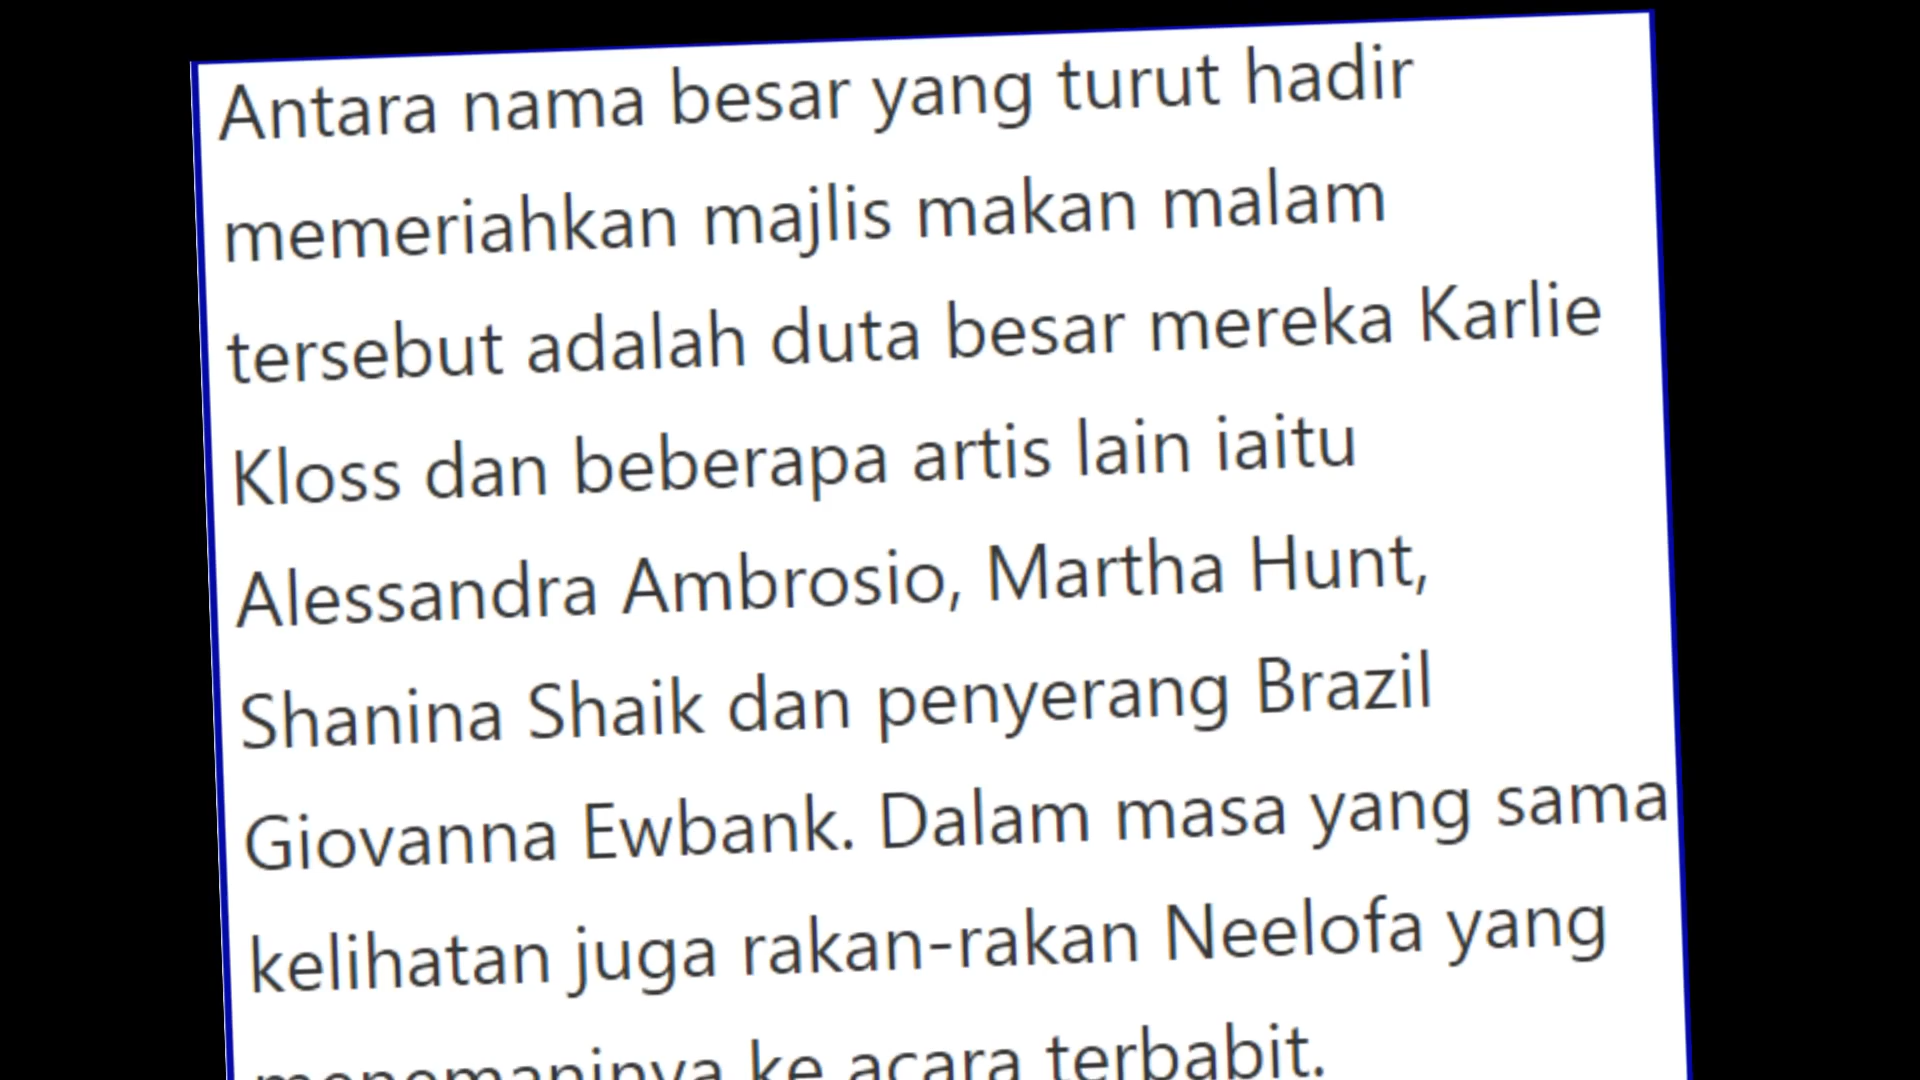 Antara nama besar yang turut hadir
memeriahkan majlis makan malam
tersebut adalah duta besar mereka Karlie
Kloss dan beberapa artis lain iaitu
Alessandra Ambrosio, Martha Hunt,
Shanina Shaik dan penyerang Brazil
Giovanna Ewbank. Dalam masa yang sama
kelihatan juga rakan-rakan Neelofa yang
menemaninya ke acara terbabit.